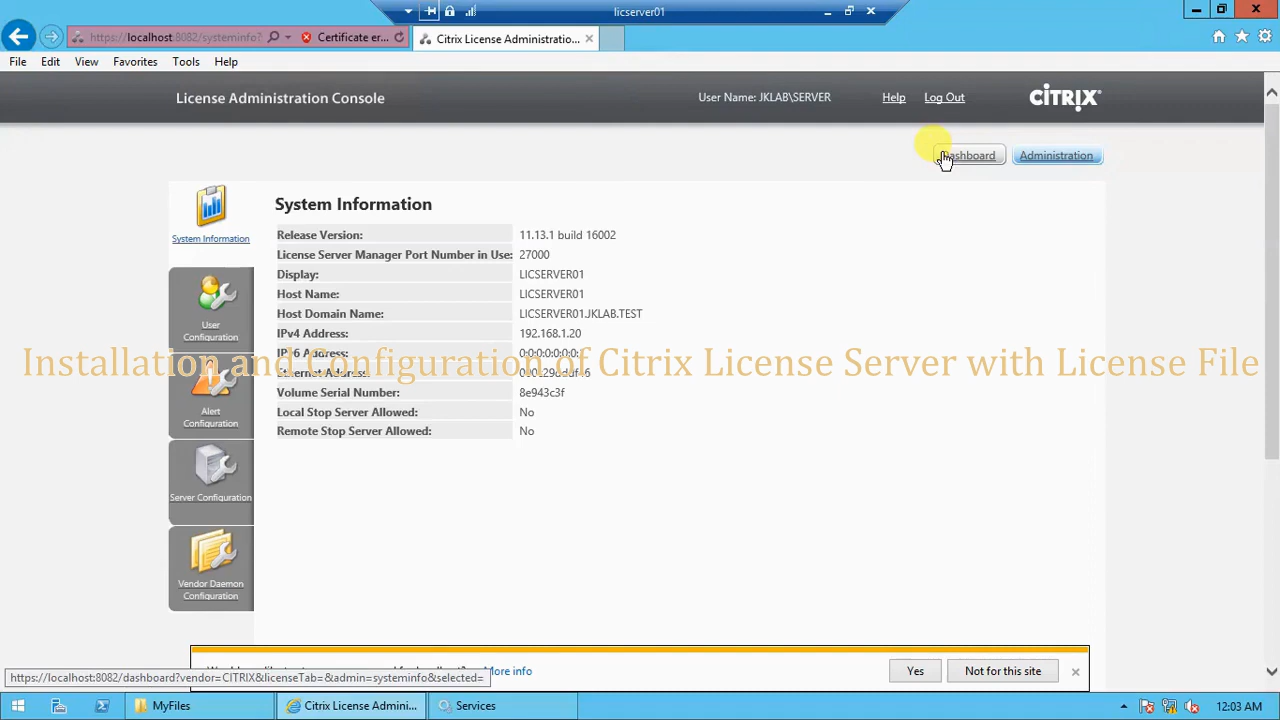 licserver01
https://localhost:8082/systeminfo?
Certificate er...
Citrix License Administratio...
File Edit View Favorites Tools Help
License Administration Console
User Name: JKLAB\SERVER
Help
Log Out
CITRIX
Dashboard
Administration
System Information
System Information
Release Version: 11.13.1 build 16002
License Server Manager Port Number in Use: 27000
Display: LICSERVER01
Host Name: LICSERVER01
Host Domain Name: LICSERVER01.JKLAB.TEST
IPv4 Address: 192.168.1.20
IPv6 Address:
Installation and Configuration of Citrix License Server with License File
Ethernet Address:
Volume Serial Number: 8e943c3f
Local Stop Server Allowed: No
Remote Stop Server Allowed: No
User
Configuration
Alert
Configuration
Server Configuration
Vendor Daemon
Configuration
More info
Yes
Not for this site
https://localhost:8082/dashboard?vendor=CITRIX&licenseTab=&admin=systeminfo&selected=
MyFiles
Citrix License Admini...
Services
12:03 AM